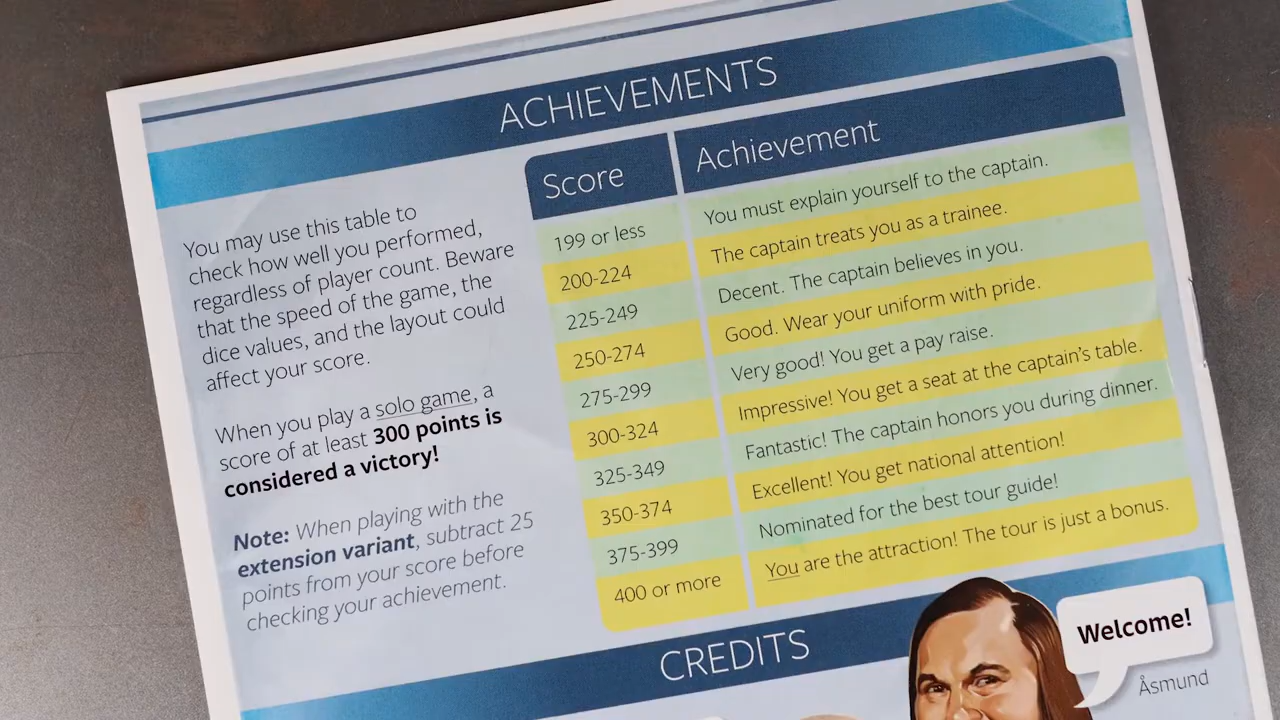 ACHIEVEMENTS
You may use this table to
check how well you performed,
regardless of player count. Beware
that the speed of the game, the
dice values, and the layout could
affect your score.
When you play a solo game, a
score of at least 300 points is
considered a victory!
Note: When playing with the
extension variant, subtract 25
points from your score before
checking your achievement.
Score Achievement
199 or less You must explain yourself to the captain.
200-224 The captain treats you as a trainee.
225-249 Decent. The captain believes in you.
250-274 Good. Wear your uniform with pride.
275-299 Very good! You get a pay raise.
300-324 Impressive! You get a seat at the captain's table.
325-349 Fantastic! The captain honors you during dinner.
350-374 Excellent! You get national attention!
375-399 Nominated for the best tour guide!
400 or more You are the attraction! The tour is just a bonus.
CREDITS
Welcome!
Åsmund